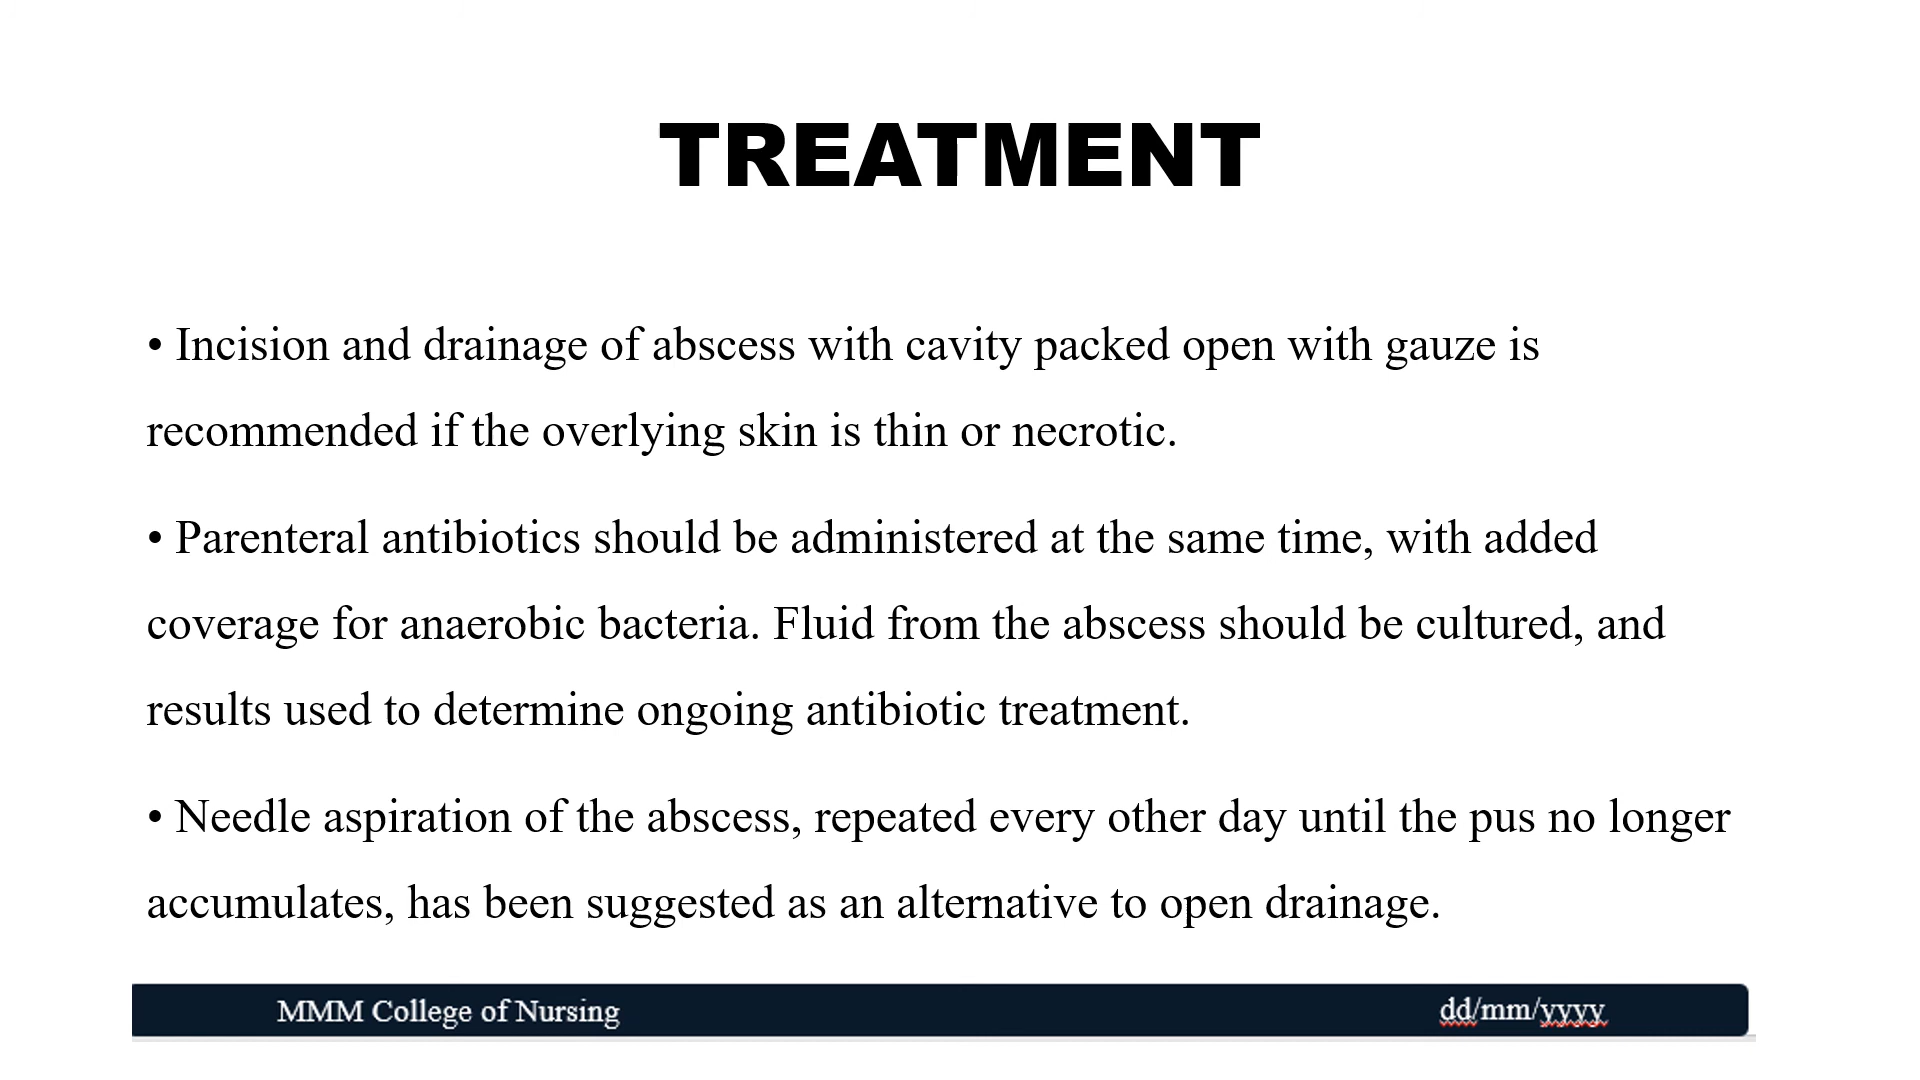 TREATMENT
• Incision and drainage of abscess with cavity packed open with gauze is
recommended if the overlying skin is thin or necrotic.
• Parenteral antibiotics should be administered at the same time, with added
coverage for anaerobic bacteria. Fluid from the abscess should be cultured, and
results used to determine ongoing antibiotic treatment.
• Needle aspiration of the abscess, repeated every other day until the pus no longer
accumulates, has been suggested as an alternative to open drainage.
MMM College of Nursing dd/mm/yyyy